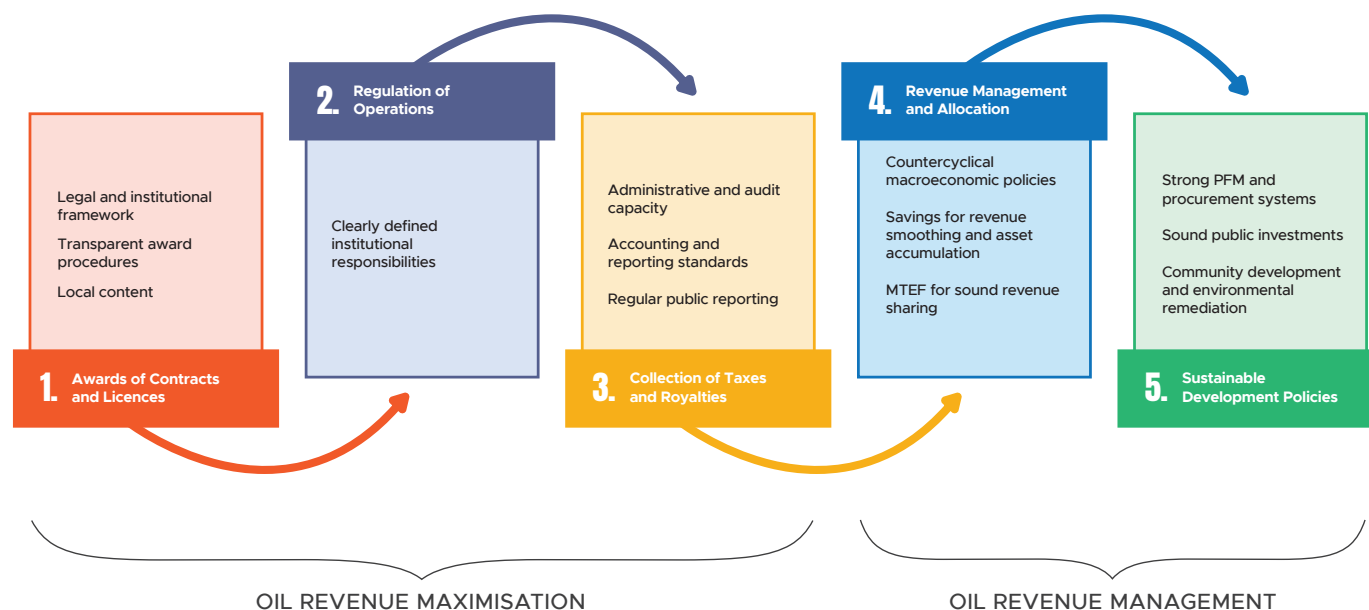 1. Awards of Contracts
and Licences
Legal and institutional
framework
Transparent award
procedures
Local content
2. Regulation of
Operations
Clearly defined
institutional
responsibilities
3. Collection of Taxes
and Royalties
Administrative and audit
capacity
Accounting and
reporting standards
Regular public reporting
4. Revenue Management
and Allocation
Countercyclical
macroeconomic policies
Savings for revenue
smoothing and asset
accumulation
MTEF for sound revenue
sharing
5. Sustainable
Development Policies
Strong PFM and
procurement systems
Sound public investments
Community development
and environmental
remediation
OIL REVENUE MAXIMISATION
OIL REVENUE MANAGEMENT